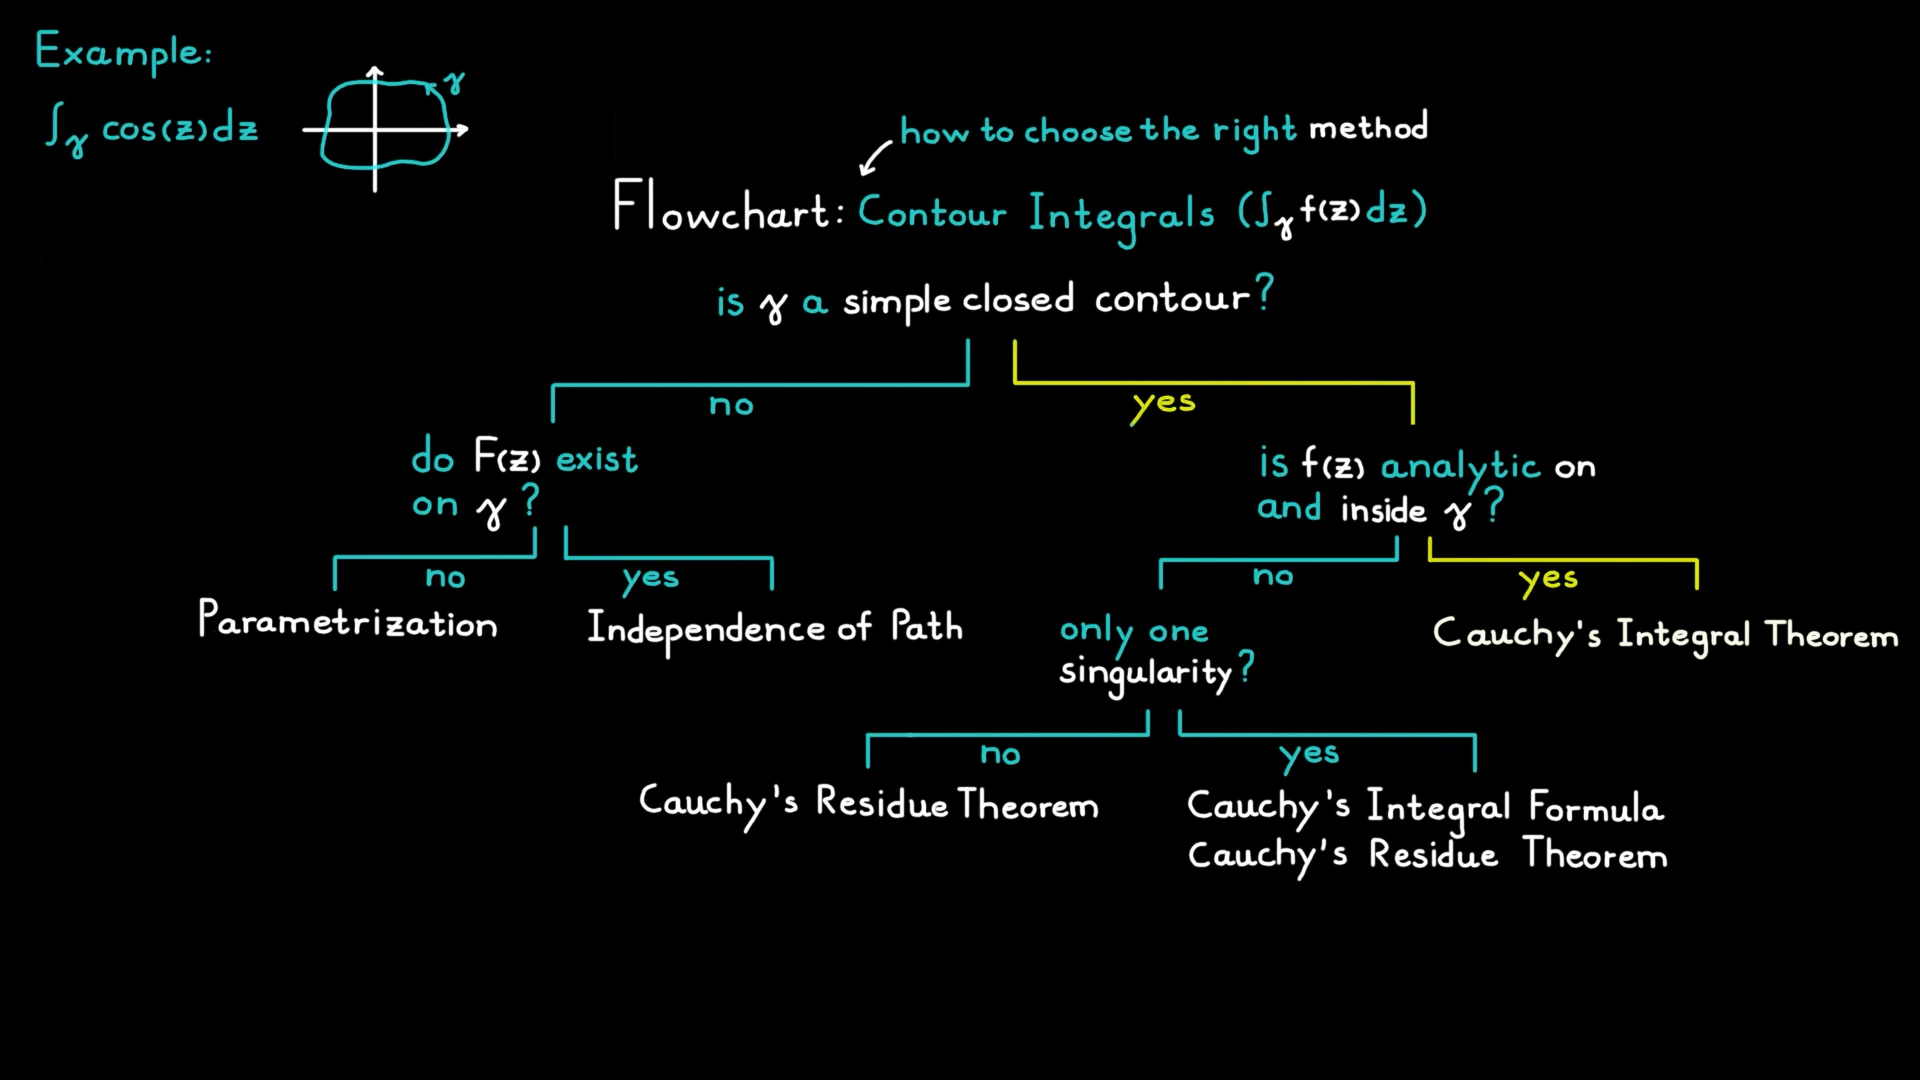 Example:
∫γ cos(z)dz
γ
how to choose the right method
Flowchart: Contour Integrals (∫γ f(z)dz)
is γ a simple closed contour?
no
yes
do F(z) exist
on γ ?
is f(z) analytic on
and inside γ ?
no
yes
no
yes
Parametrization
Independence of Path
only one
singularity?
Cauchy's Integral Theorem
no
yes
Cauchy's Residue Theorem
Cauchy's Integral Formula
Cauchy's Residue Theorem